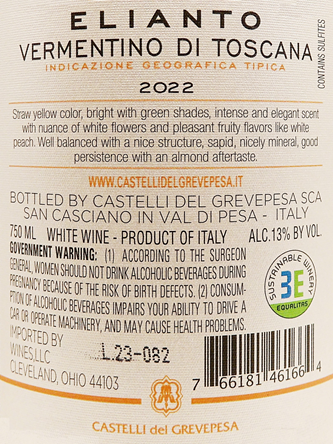 ELIANTO
VERMENTINO DI TOSCANA
INDICAZIONE GEOGRAFICA TIPICA
2022
CONTAINS SULFITES
Straw yellow color, bright with green shades, intense and elegant scent
with nuance of white flowers and pleasant fruity flavors like white
peach. Well balanced with a nice structure, sapid, nicely mineral, good
persistence with an almond aftertaste.
WWW.CASTELLIDELGREVEPESA.IT
BOTTLED BY CASTELLI DEL GREVEPESA SCA
SAN CASCIANO IN VAL DI PESA - ITALY
750 ML WHITE WINE - PRODUCT OF ITALY ALC.13% BY VOL.
GOVERNMENT WARNING: (1) ACCORDING TO THE SURGEON
GENERAL, WOMEN SHOULD NOT DRINK ALCOHOLIC BEVERAGES DURING
PREGNANCY BECAUSE OF THE RISK OF BIRTH DEFECTS. (2) CONSUM-
PTION OF ALCOHOLIC BEVERAGES IMPAIRS YOUR ABILITY TO DRIVE A
CAR OR OPERATE MACHINERY, AND MAY CAUSE HEALTH PROBLEMS.
SUSTAINABLE WINERY
3E
EQUALITAS
IMPORTED BY
WINES,LLC
CLEVELAND, OHIO 44103
L.23-082
7 66181 46166 4
CASTELLI del GREVEPESA